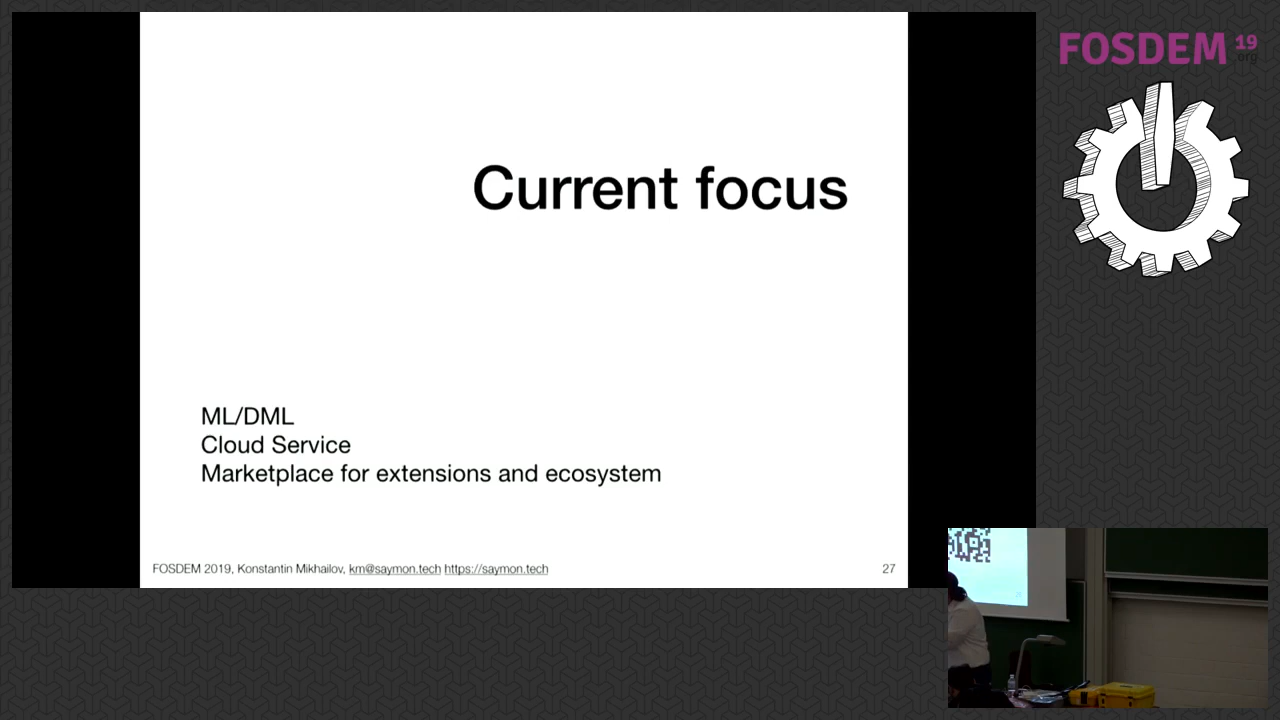 Current focus
ML/DML
Cloud Service
Marketplace for extensions and ecosystem
FOSDEM 2019, Konstantin Mikhailov, km@saymon.tech https://saymon.tech
27
FOSDEM 19
.org